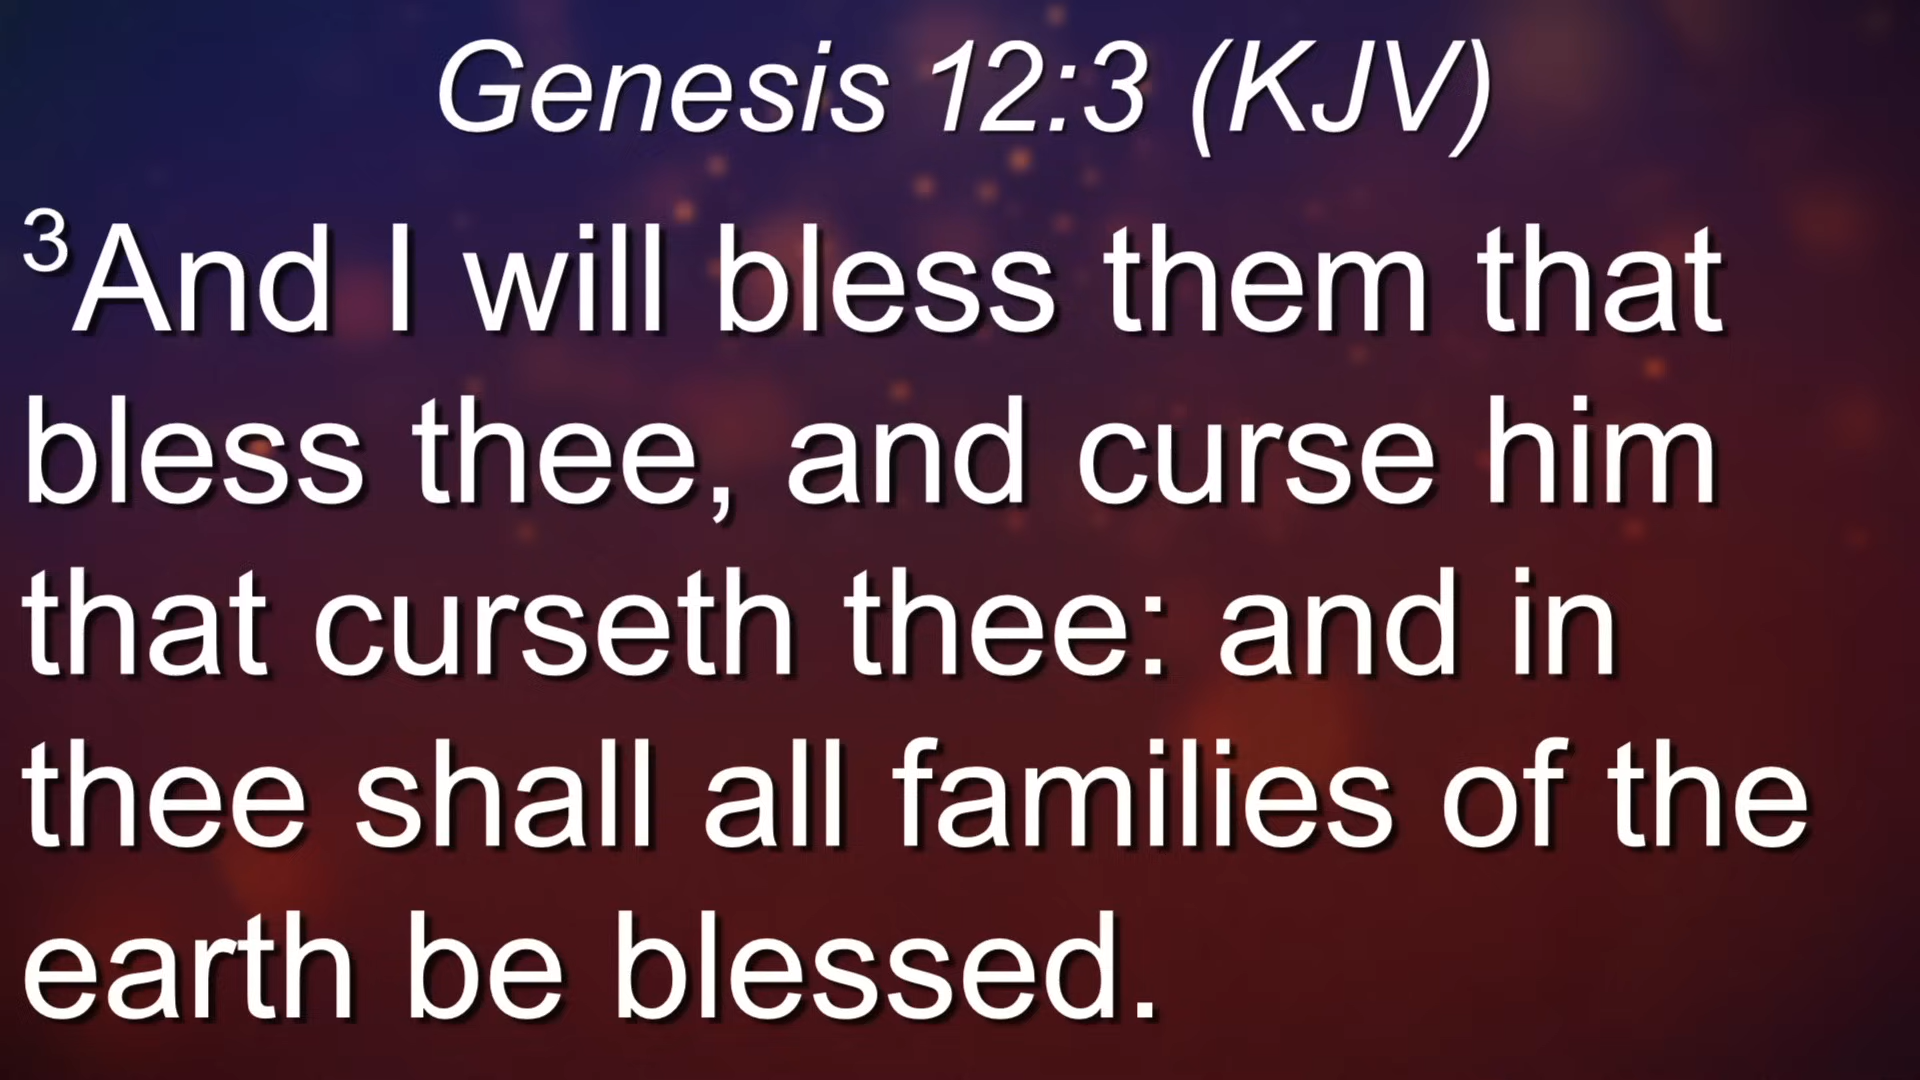 Genesis 12:3 (KJV)
³And I will bless them that
bless thee, and curse him
that curseth thee: and in
thee shall all families of the
earth be blessed.